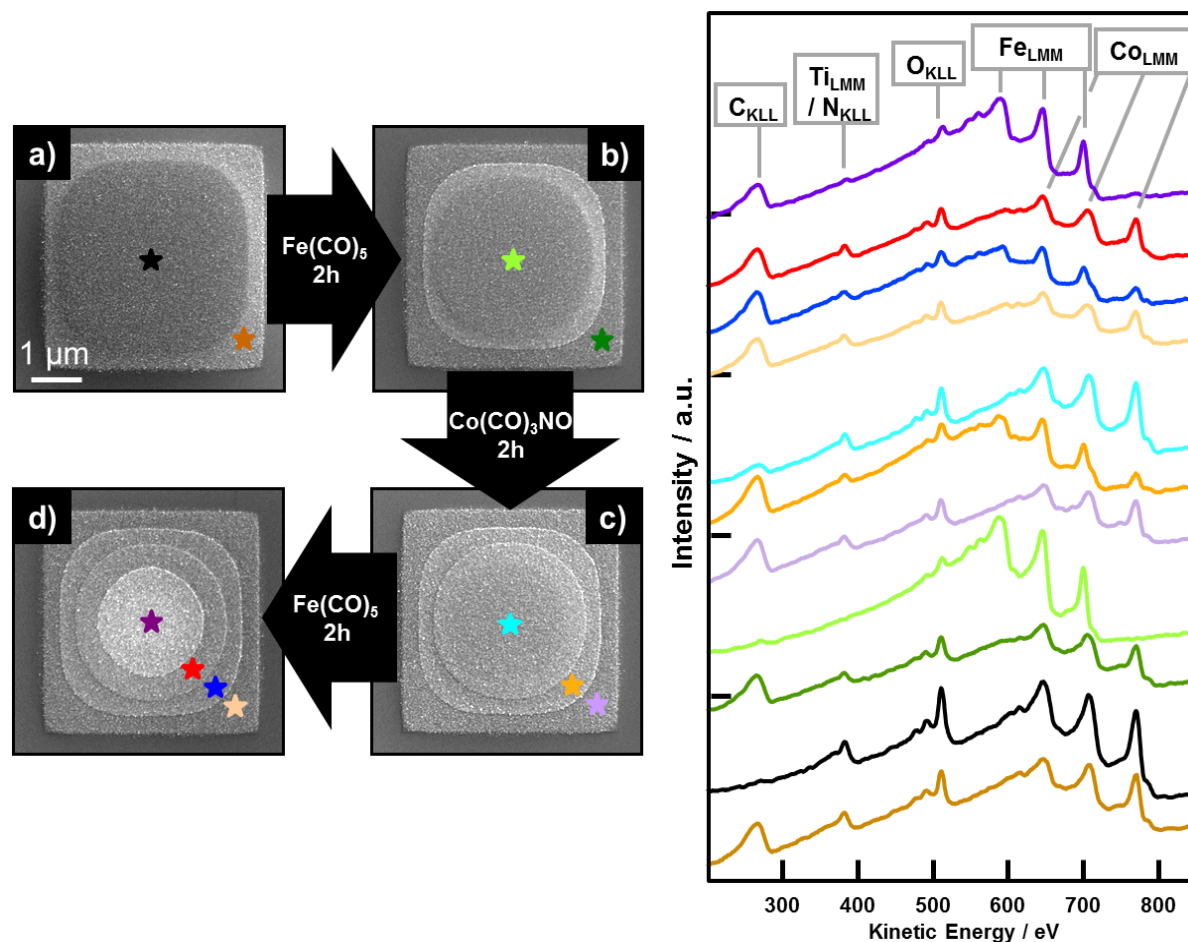 a)
1 µm
Fe(CO)5
2h
b)
Co(CO)3NO
2h
c)
Fe(CO)5
2h
d)
CKLL
TiLMM
/ NKLL
OKLL
FeLMM
CoLMM
Intensity / a.u.
300 400 500 600 700 800
Kinetic Energy / eV